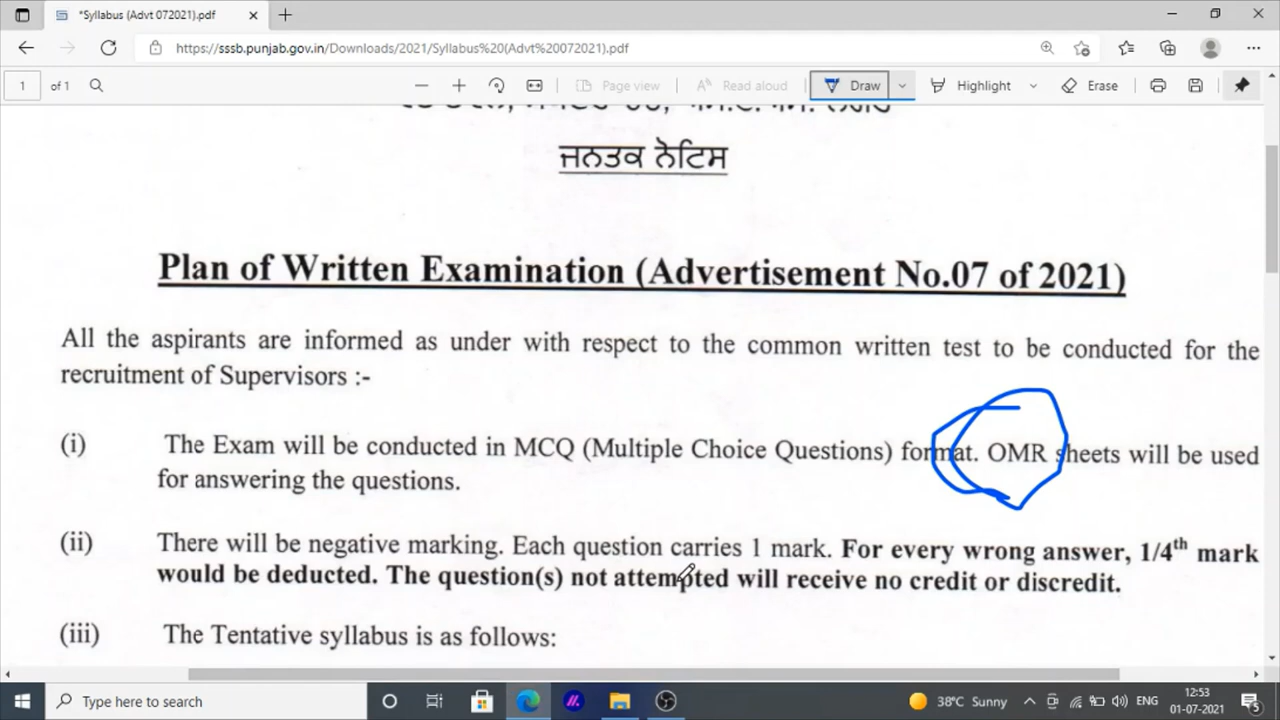 *Syllabus (Advt 072021).pdf
https://sssb.punjab.gov.in/Downloads/2021/Syllabus%20(Advt%20072021).pdf
1 of 1 Page view Read aloud Draw Highlight Erase
ਜਨਤਕ ਨੋਟਿਸ
Plan of Written Examination (Advertisement No.07 of 2021)
All the aspirants are informed as under with respect to the common written test to be conducted for the
recruitment of Supervisors :-
(i) The Exam will be conducted in MCQ (Multiple Choice Questions) format. OMR sheets will be used
for answering the questions.
(ii) There will be negative marking. Each question carries 1 mark. For every wrong answer, 1/4th mark
would be deducted. The question(s) not attempted will receive no credit or discredit.
(iii) The Tentative syllabus is as follows:
Type here to search 38°C Sunny ENG 12:53
01-07-2021 5